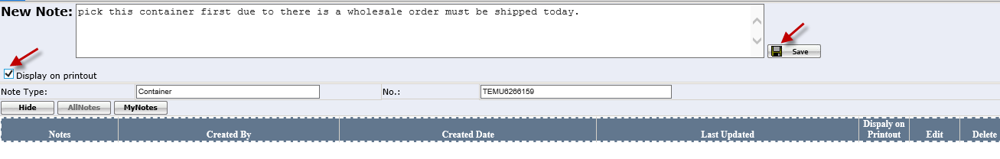 New Note: pick this container first due to there is a wholesale order must be shipped today.
Save
Display on printout
Note Type: Container No.: TEMU6266159
Hide AllNotes MyNotes
Notes Created By Created Date Last Updated Dispaly on Printout Edit Delete